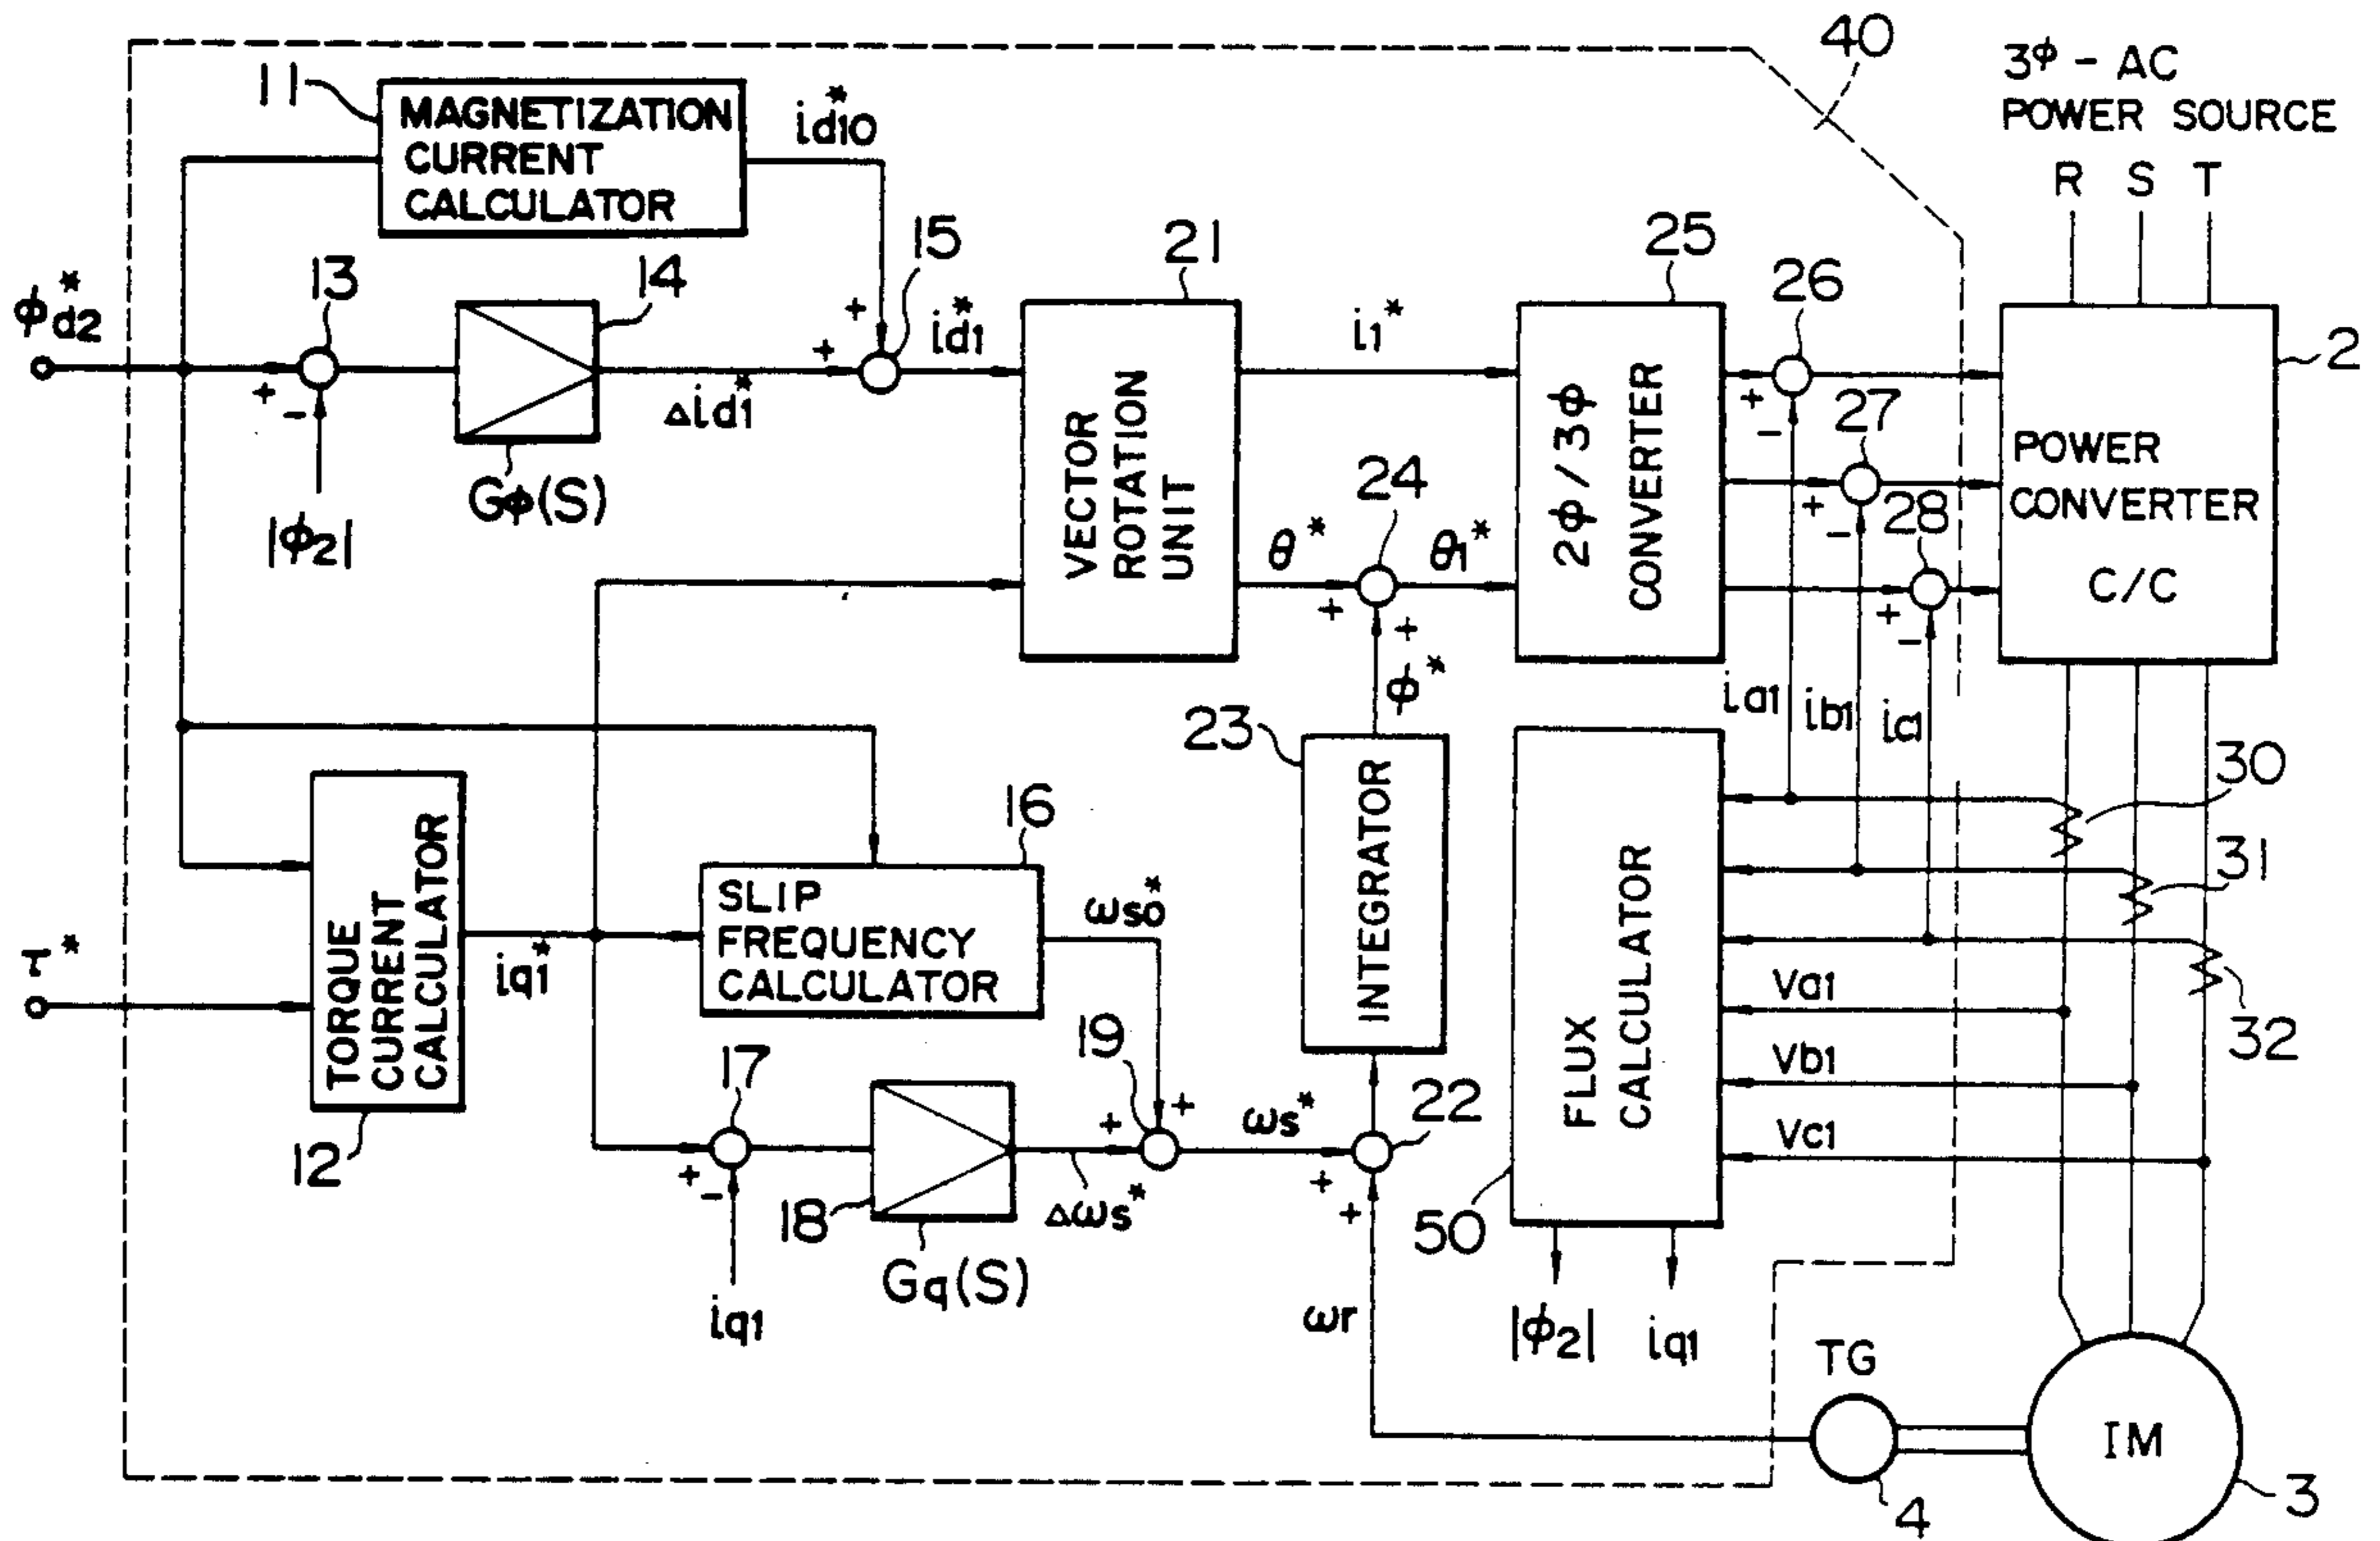 40
3φ - AC
POWER SOURCE
R S T
11
MAGNETIZATION
CURRENT
CALCULATOR
id10*
φd2*
13
14
15
21
25
26
2
+
-
+
+
Δid1*
id1*
Gφ(S)
|φ2|
VECTOR
ROTATION
UNIT
i1*
θ*
24
θ1*
+
+
φ*
2φ/3φ
CONVERTER
+
-
27
+
-
28
+
-
POWER
CONVERTER
C/C
ia1
ib1
ic1
23
INTEGRATOR
30
31
32
τ*
TORQUE
CURRENT
CALCULATOR
12
iq1*
16
SLIP
FREQUENCY
CALCULATOR
ωso*
17
+
-
iq1
18
Gq(S)
Δωs*
19
+
+
ωs*
22
+
+
ωr
FLUX
CALCULATOR
50
Va1
Vb1
Vc1
|φ2|
iq1
TG
4
IM
3